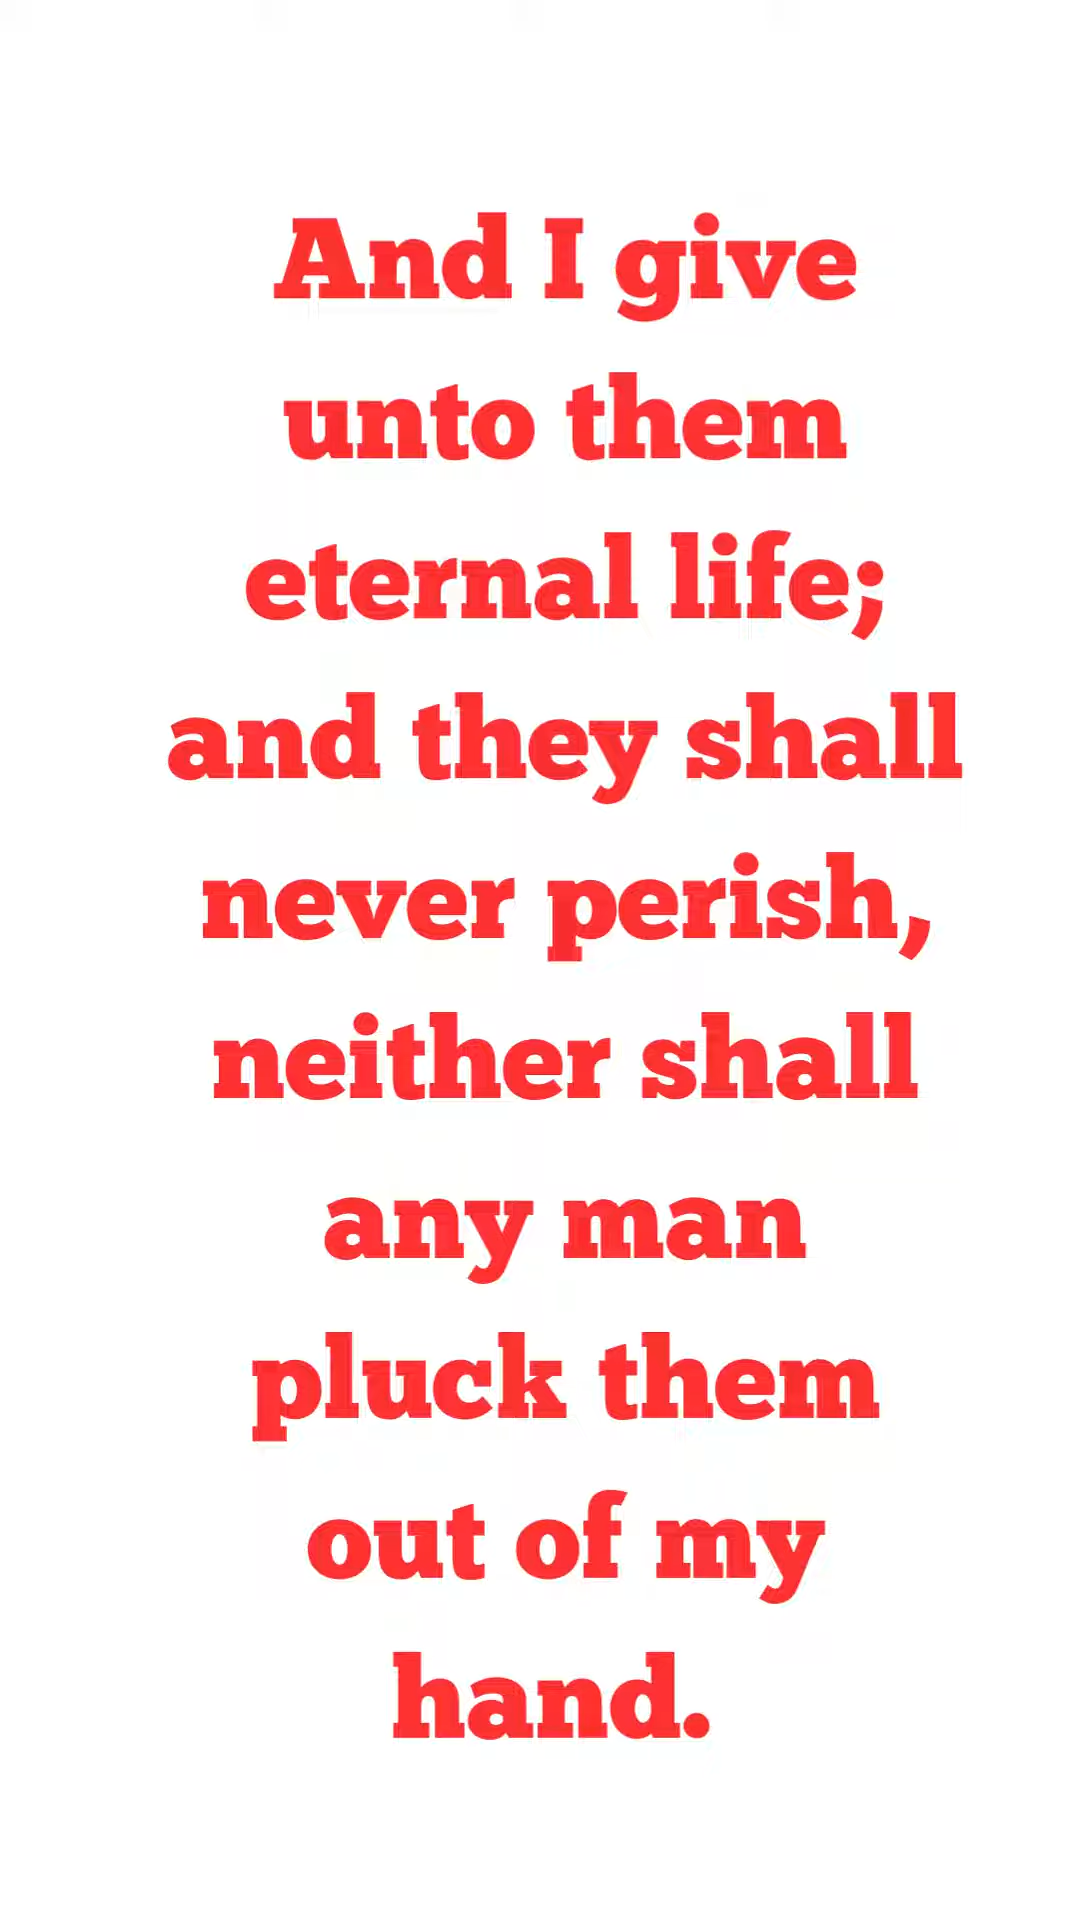 And I give
unto them
eternal life;
and they shall
never perish,
neither shall
any man
pluck them
out of my
hand.